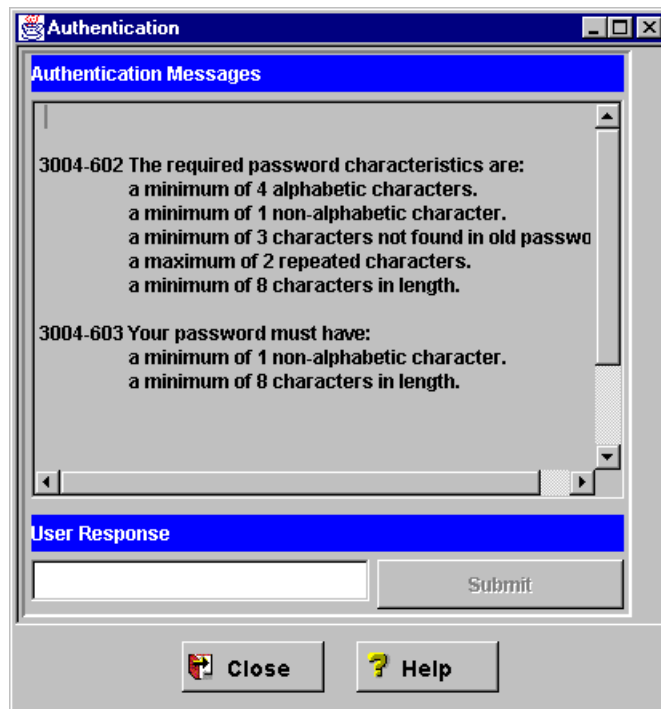 Authentication
Authentication Messages
3004-602 The required password characteristics are:
a minimum of 4 alphabetic characters.
a minimum of 1 non-alphabetic character.
a minimum of 3 characters not found in old passwo
a maximum of 2 repeated characters.
a minimum of 8 characters in length.
3004-603 Your password must have:
a minimum of 1 non-alphabetic character.
a minimum of 8 characters in length.
User Response
Submit
Close
Help